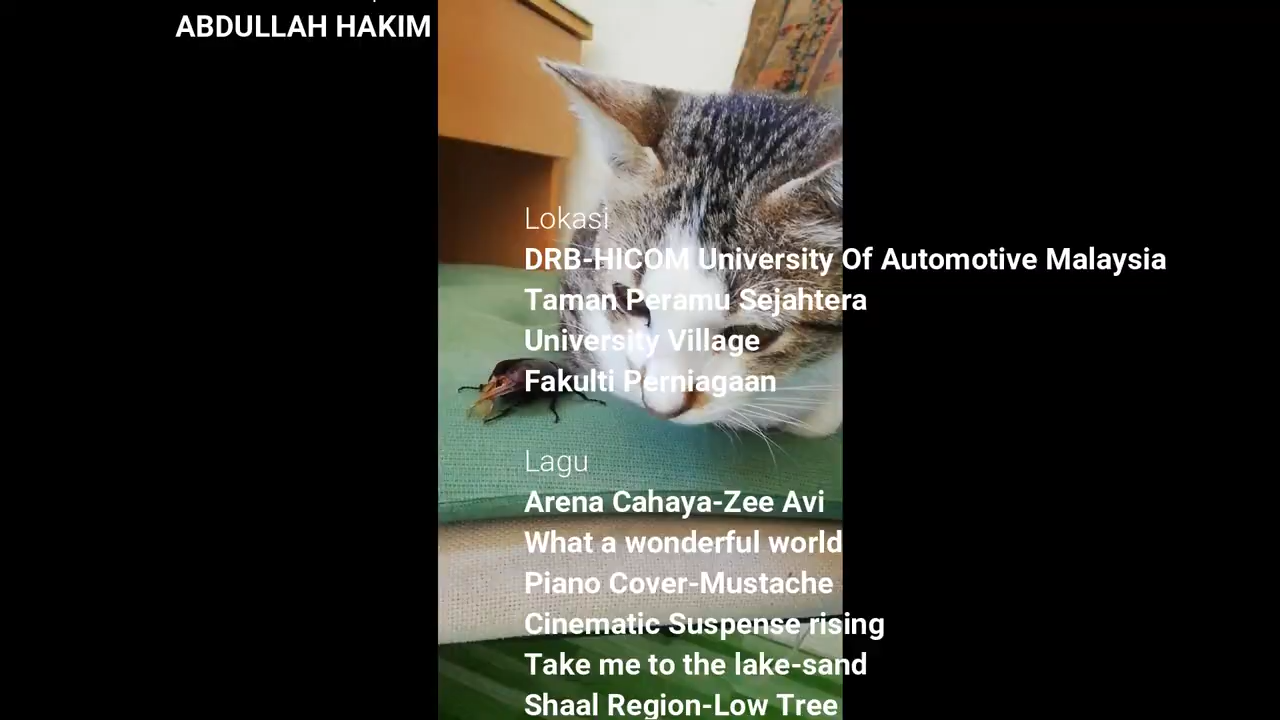 ABDULLAH HAKIM
Lokasi
DRB-HICOM University Of Automotive Malaysia
Taman Peramu Sejahtera
University Village
Fakulti Perniagaan
Lagu
Arena Cahaya-Zee Avi
What a wonderful world
Piano Cover-Mustache
Cinematic Suspense rising
Take me to the lake-sand
Shaal Region-Low Tree